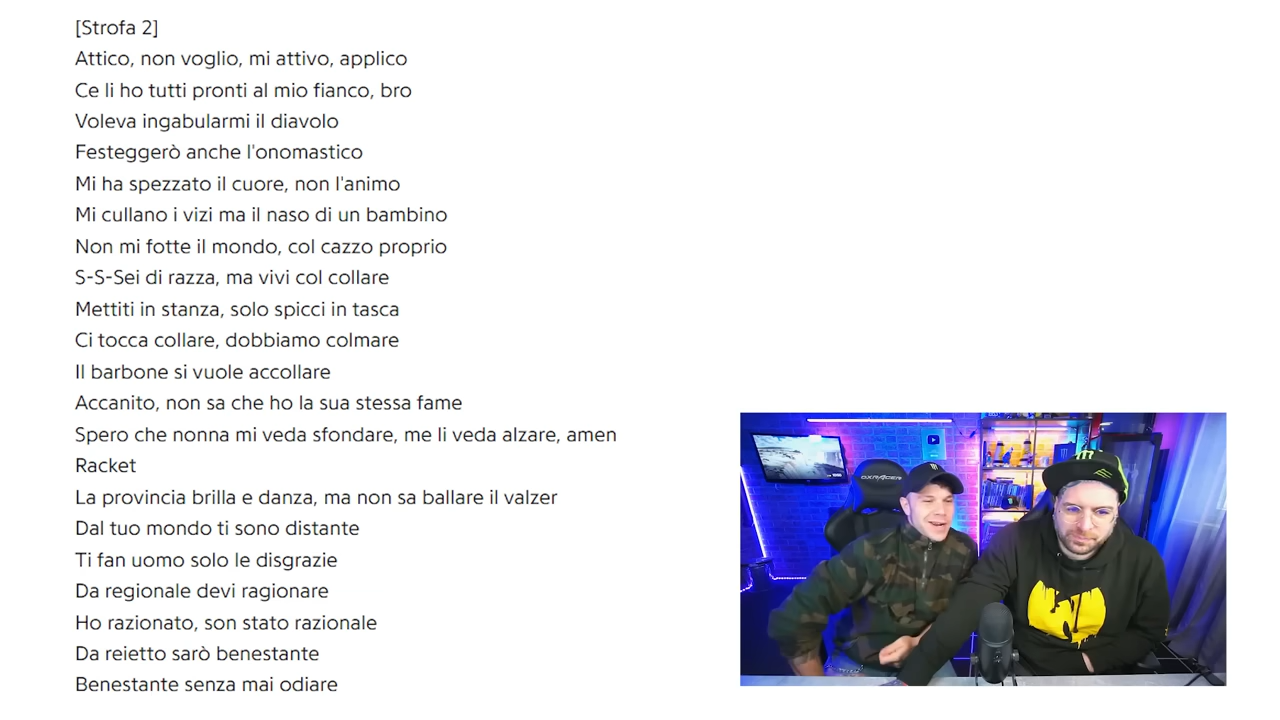 [Strofa 2]
Attico, non voglio, mi attivo, applico
Ce li ho tutti pronti al mio fianco, bro
Voleva ingabularmi il diavolo
Festeggerò anche l'onomastico
Mi ha spezzato il cuore, non l'animo
Mi cullano i vizi ma il naso di un bambino
Non mi fotte il mondo, col cazzo proprio
S-S-Sei di razza, ma vivi col collare
Mettiti in stanza, solo spicci in tasca
Ci tocca collare, dobbiamo colmare
Il barbone si vuole accollare
Accanito, non sa che ho la sua stessa fame
Spero che nonna mi veda sfondare, me li veda alzare, amen
Racket
La provincia brilla e danza, ma non sa ballare il valzer
Dal tuo mondo ti sono distante
Ti fan uomo solo le disgrazie
Da regionale devi ragionare
Ho razionato, son stato razionale
Da reietto sarò benestante
Benestante senza mai odiare